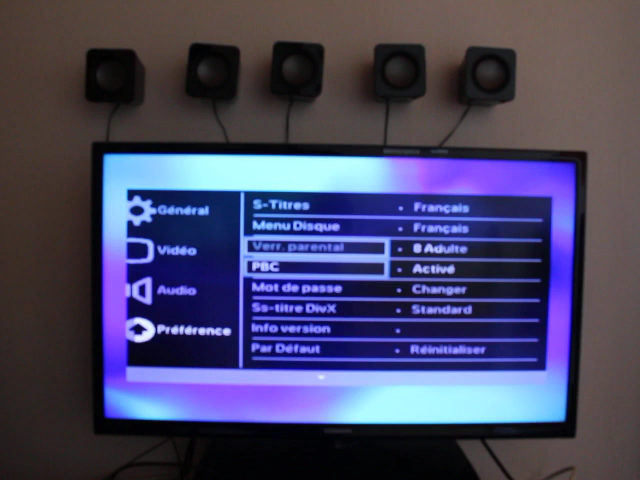 Général
Vidéo
Audio
Préférence
S-Titres • Français
Menu Disque • Français
Verr. parental • 8 Adulte
PBC • Activé
Mot de passe • Changer
Ss-titre DivX • Standard
Info version •
Par Défaut • Réinitialiser